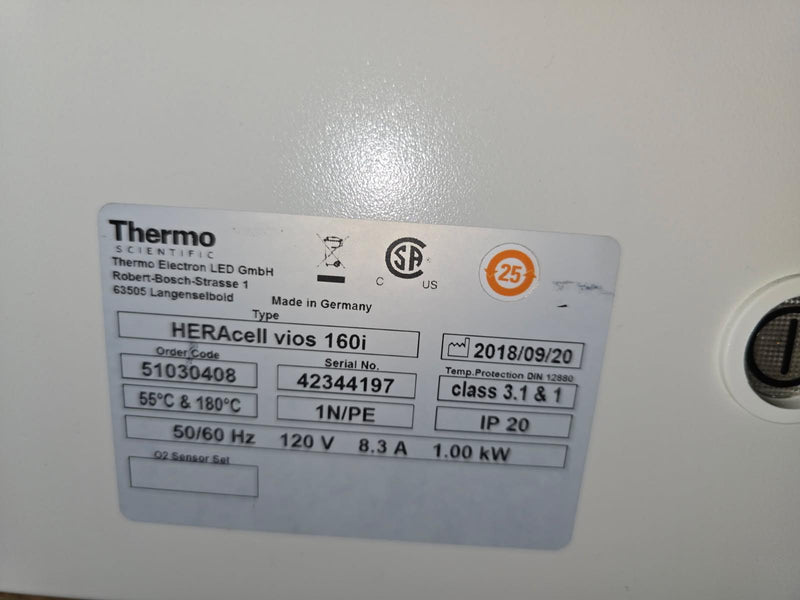 Thermo
SCIENTIFIC
Thermo Electron LED GmbH
Robert-Bosch-Strasse 1
63505 Langenselbold
Made in Germany
SA
C US
25
Type
HERAcell vios 160i
2018/09/20
Order Code
Serial No.
Temp.Protection DIN 12880
51030408
42344197
class 3.1 & 1
55°C & 180°C
1N/PE
IP 20
50/60 Hz 120 V 8.3 A 1.00 kW
O2 Sensor Set